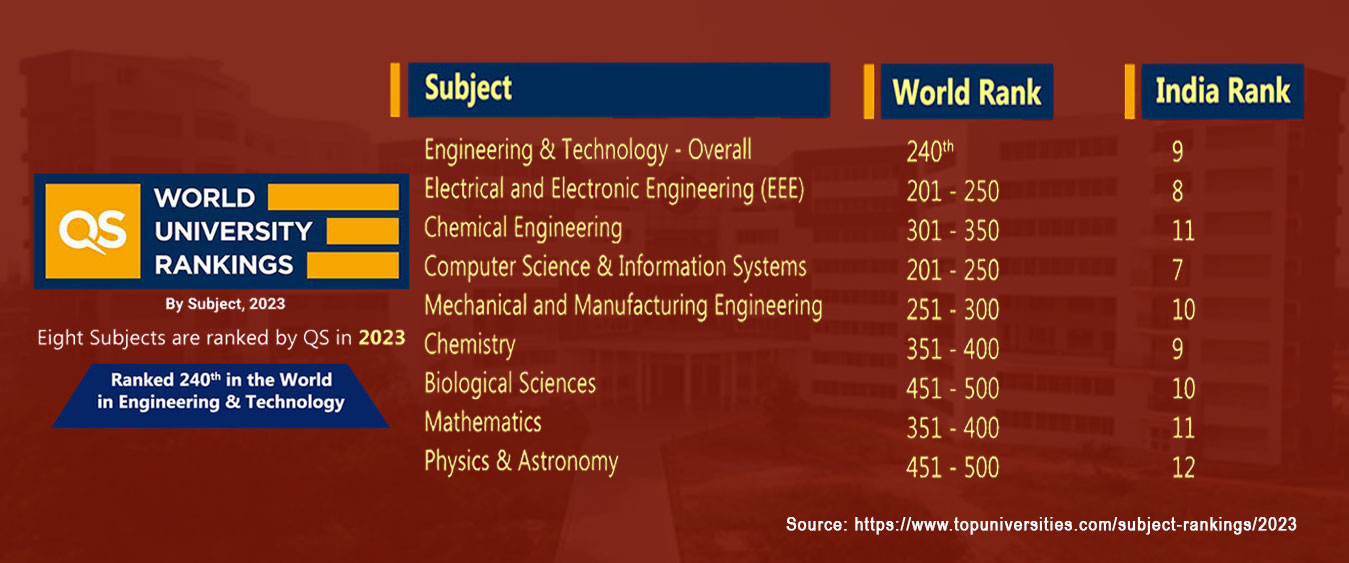 QS
WORLD
UNIVERSITY
RANKINGS
By Subject, 2023
Eight Subjects are ranked by QS in 2023
Ranked 240th in the World
in Engineering & Technology
Subject World Rank India Rank
Engineering & Technology - Overall 240th 9
Electrical and Electronic Engineering (EEE) 201 - 250 8
Chemical Engineering 301 - 350 11
Computer Science & Information Systems 201 - 250 7
Mechanical and Manufacturing Engineering 251 - 300 10
Chemistry 351 - 400 9
Biological Sciences 451 - 500 10
Mathematics 351 - 400 11
Physics & Astronomy 451 - 500 12
Source: https://www.topuniversities.com/subject-rankings/2023